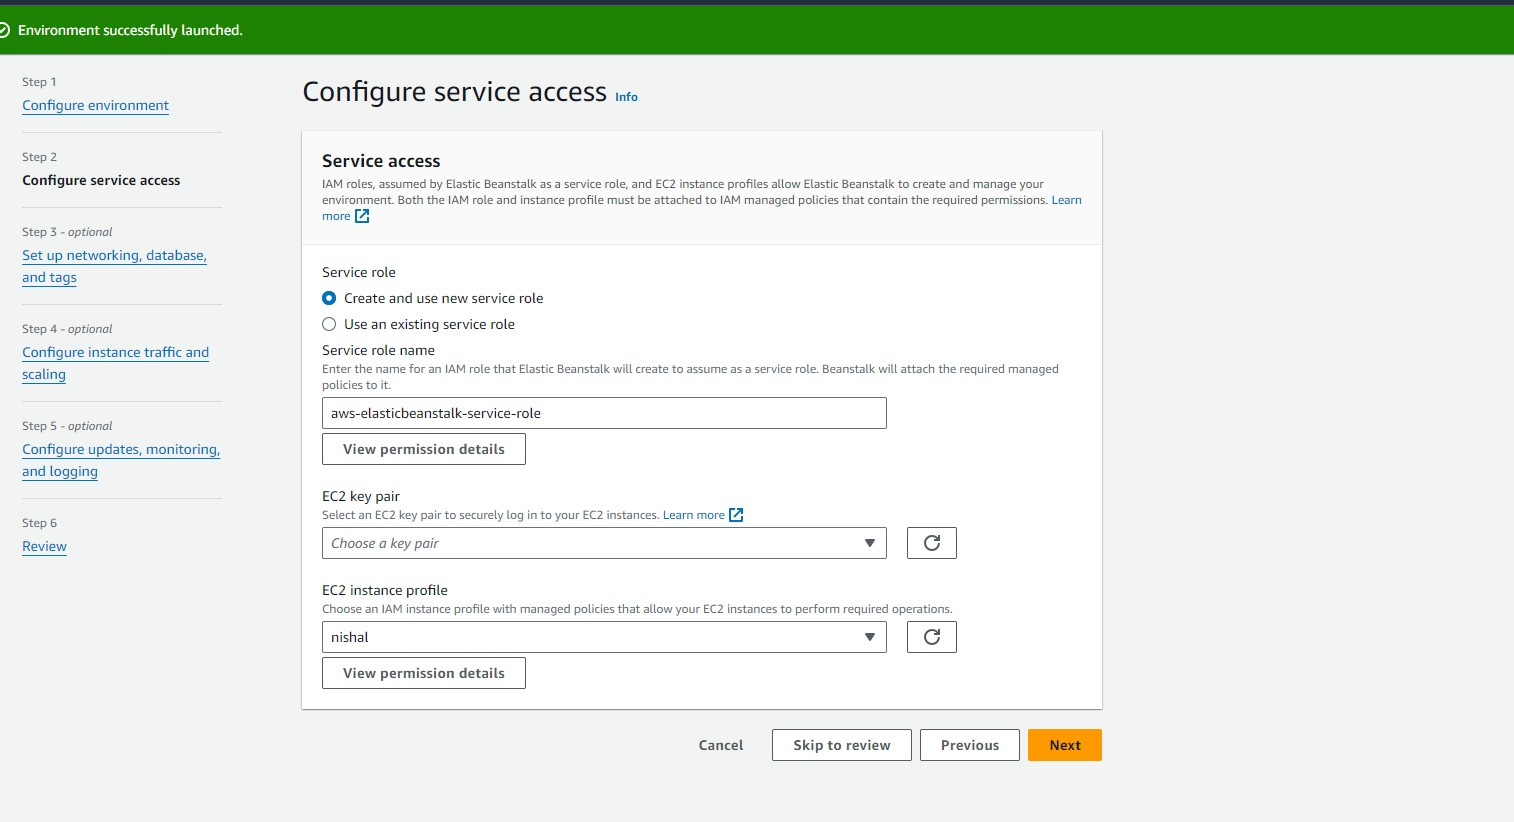 Environment successfully launched.
Step 1
Configure environment
Step 2
Configure service access
Step 3 - optional
Set up networking, database,
and tags
Step 4 - optional
Configure instance traffic and
scaling
Step 5 - optional
Configure updates, monitoring,
and logging
Step 6
Review
Configure service access Info
Service access
IAM roles, assumed by Elastic Beanstalk as a service role, and EC2 instance profiles allow Elastic Beanstalk to create and manage your
environment. Both the IAM role and instance profile must be attached to IAM managed policies that contain the required permissions. Learn
more
Service role
Create and use new service role
Use an existing service role
Service role name
Enter the name for an IAM role that Elastic Beanstalk will create to assume as a service role. Beanstalk will attach the required managed
policies to it.
aws-elasticbeanstalk-service-role
View permission details
EC2 key pair
Select an EC2 key pair to securely log in to your EC2 instances. Learn more
Choose a key pair
EC2 instance profile
Choose an IAM instance profile with managed policies that allow your EC2 instances to perform required operations.
nishal
View permission details
Cancel
Skip to review
Previous
Next